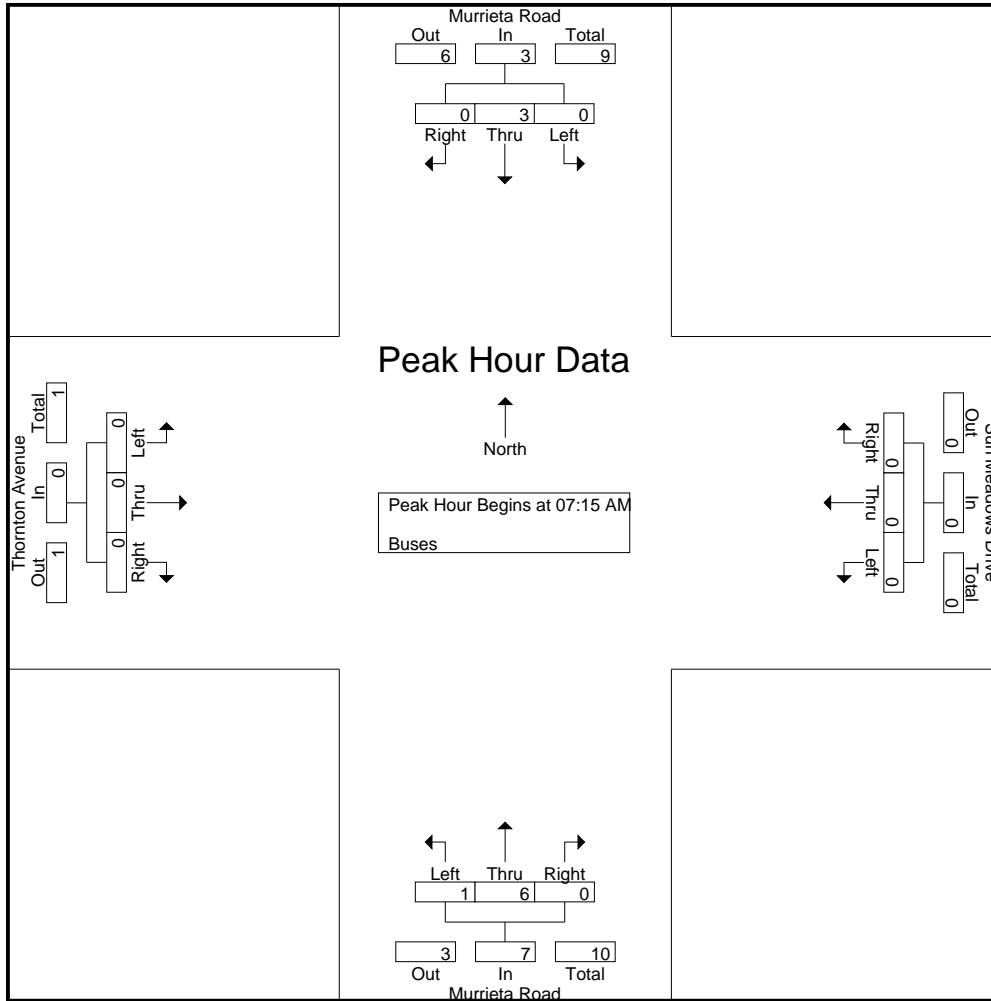 Murrieta Road
Out In Total
6 3 9
0 3 0
Right Thru Left
Peak Hour Data
North
Peak Hour Begins at 07:15 AM
Buses
Thornton Avenue
Out In Total
1 0 1
0 0 0
Left Thru Right
Right Thru Left
0 0 0
Out In Total
0 0 0
Sun Meadows Drive
Left Thru Right
1 6 0
3 7 10
Out In Total
Murrieta Road